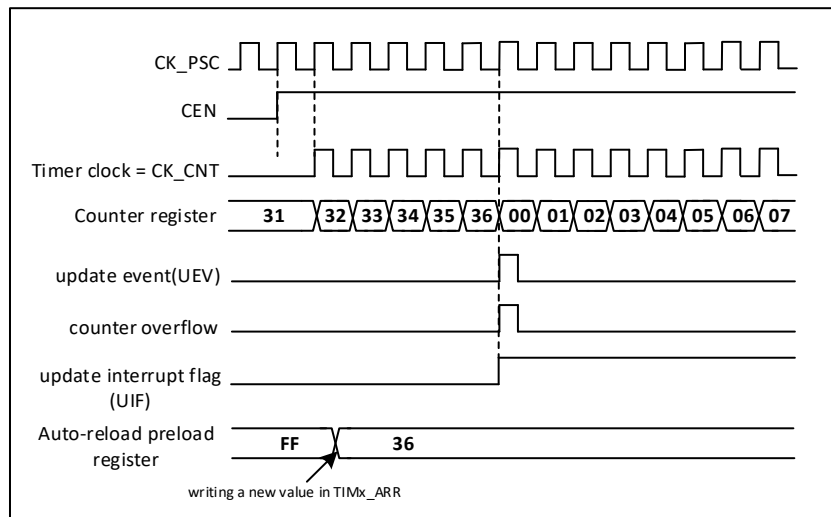 CK_PSC
CEN
Timer clock = CK_CNT
Counter register 31 32 33 34 35 36 00 01 02 03 04 05 06 07
update event(UEV)
counter overflow
update interrupt flag
(UIF)
Auto-reload preload
register
FF 36
writing a new value in TIMx_ARR